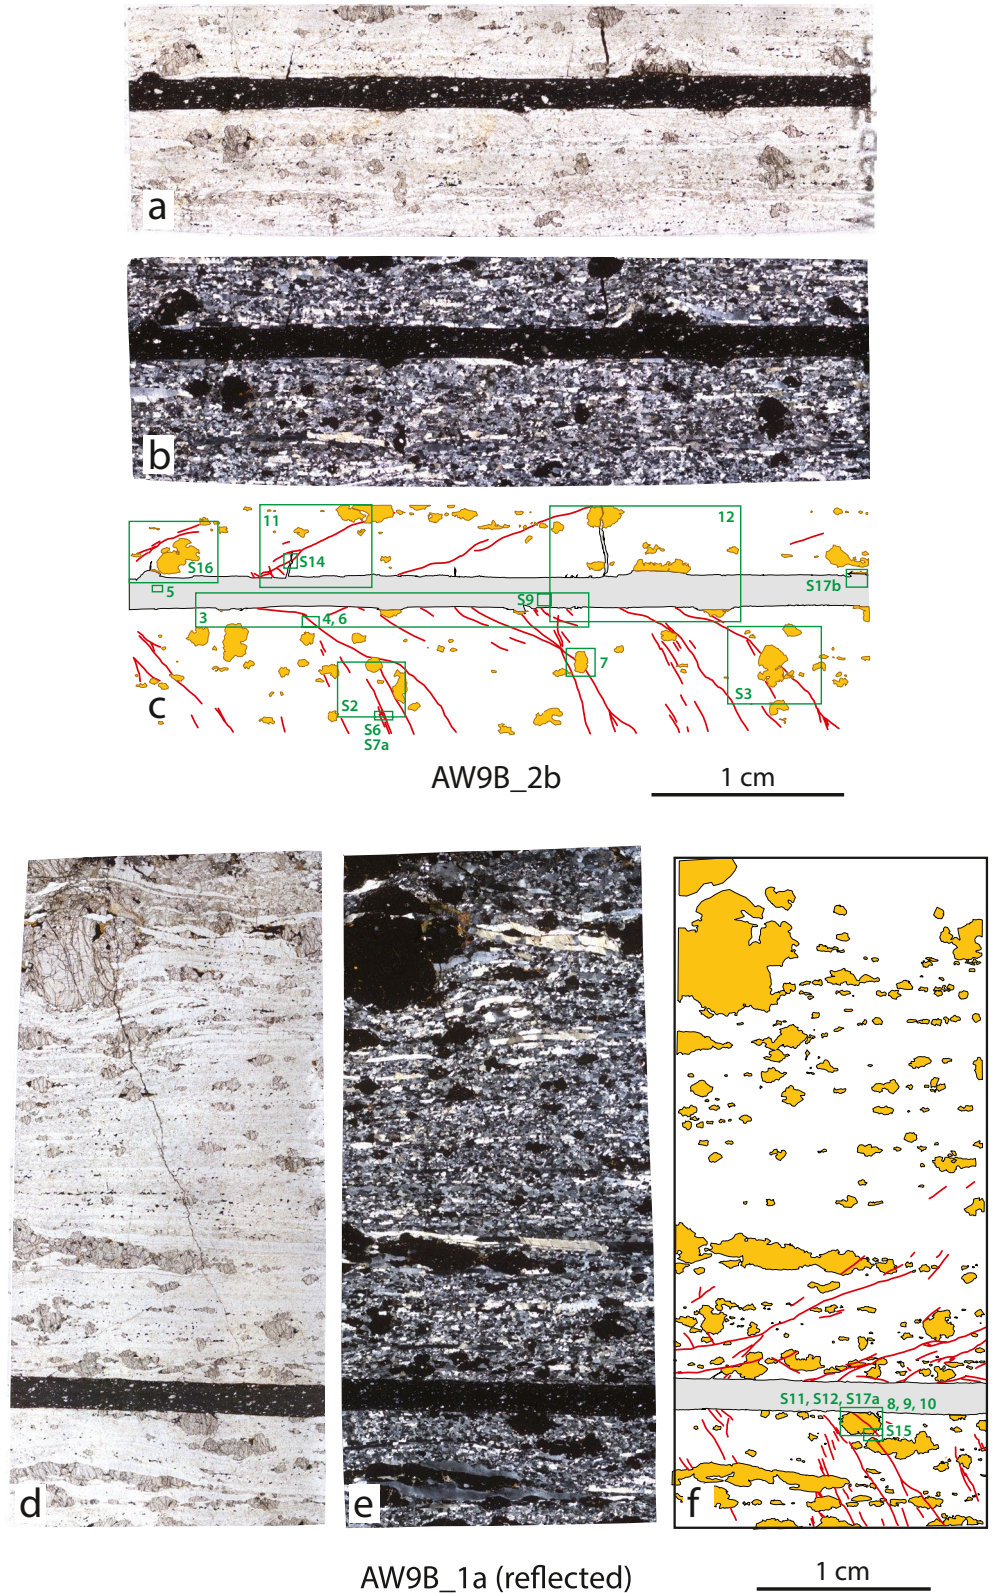 a
b
11
12
S16
S14
S17b
5
S9
3
4, 6
7
S2
S3
c
S6
S7a
AW9B_2b
1 cm
S11, S12, S17a
8, 9, 10
S15
d
e
f
AW9B_1a (reflected)
1 cm